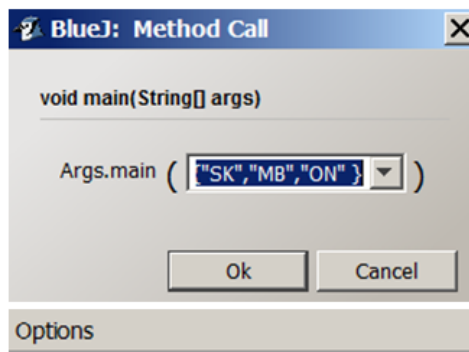 BlueJ: Method Call
void main(String[] args)
Args.main ( {"SK","MB","ON" } )
Ok Cancel
Options